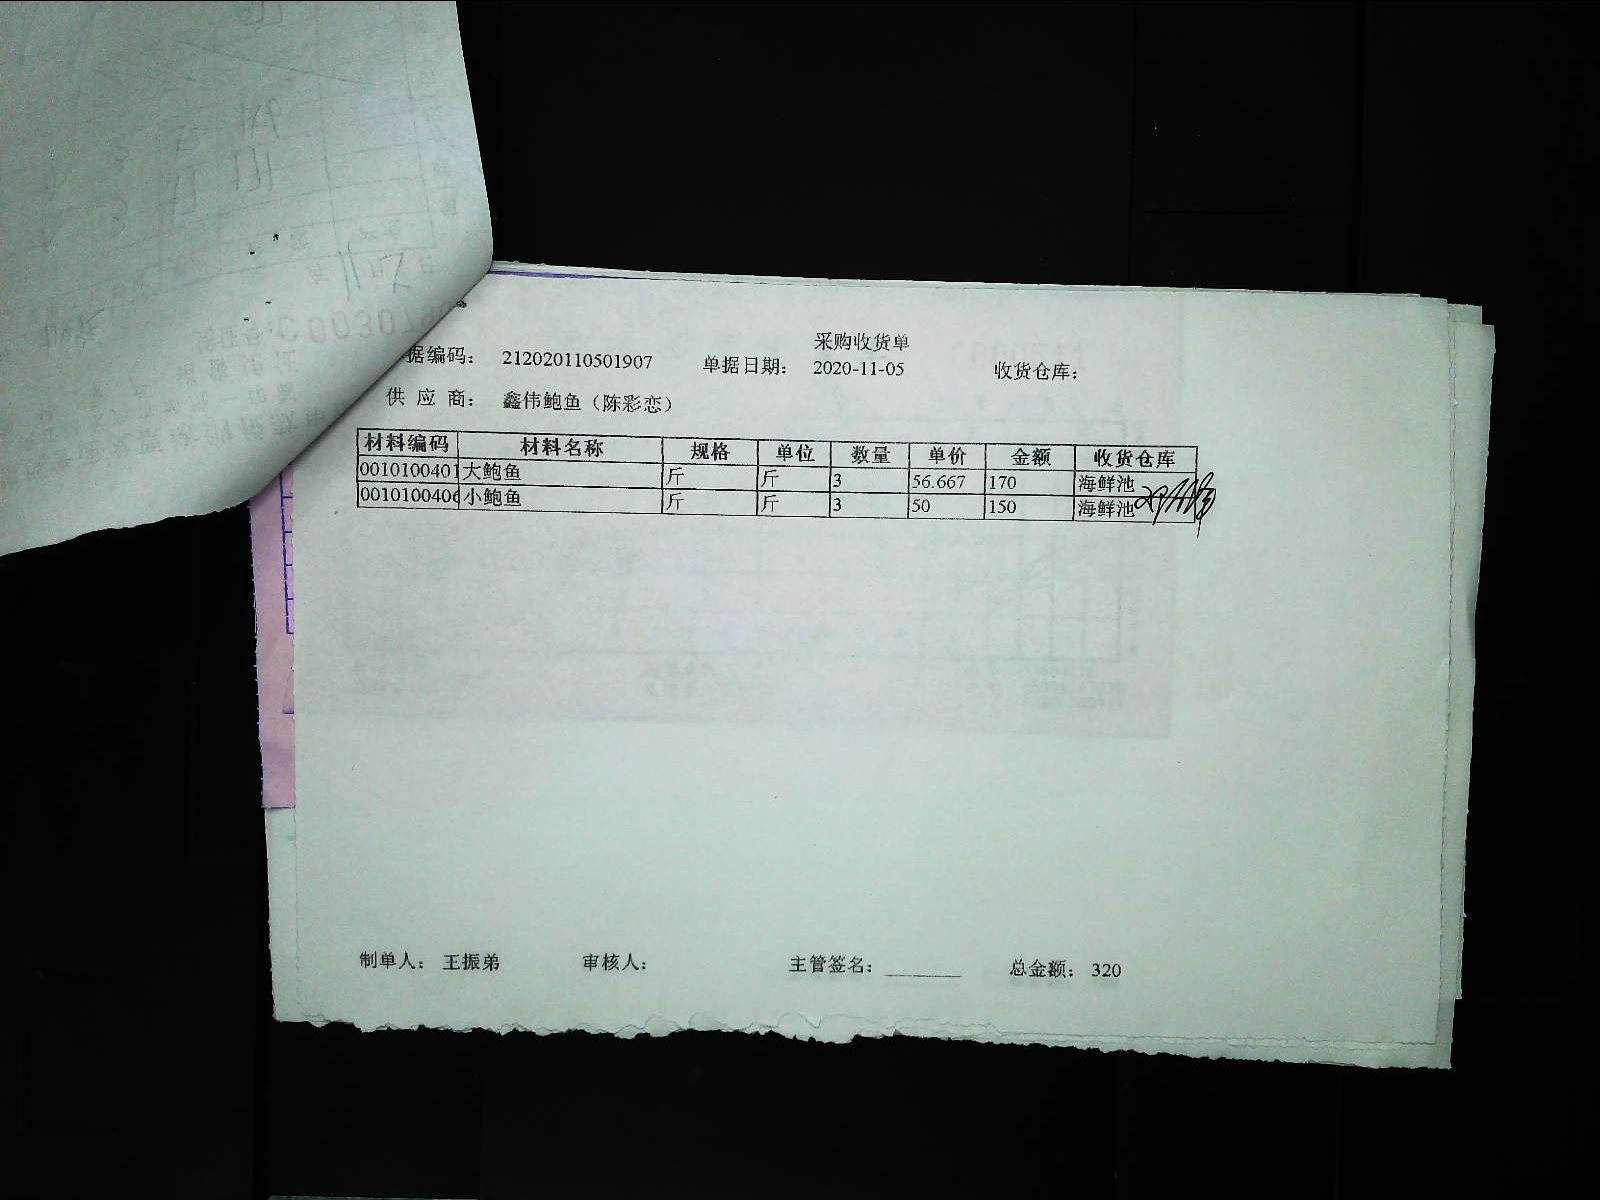 采购收货单
据编码： 212020110501907 单据日期： 2020-11-05 收货仓库：
供 应 商： 鑫伟鲍鱼（陈彩恋）
材料编码 材料名称 规格 单位 数量 单价 金额 收货仓库
0010100401 大鲍鱼 斤 斤 3 56.667 170 海鲜池
001010040 小鲍鱼 斤 斤 3 50 150 海鲜池
制单人： 王振弟 审核人： 主管签名： 总金额： 320